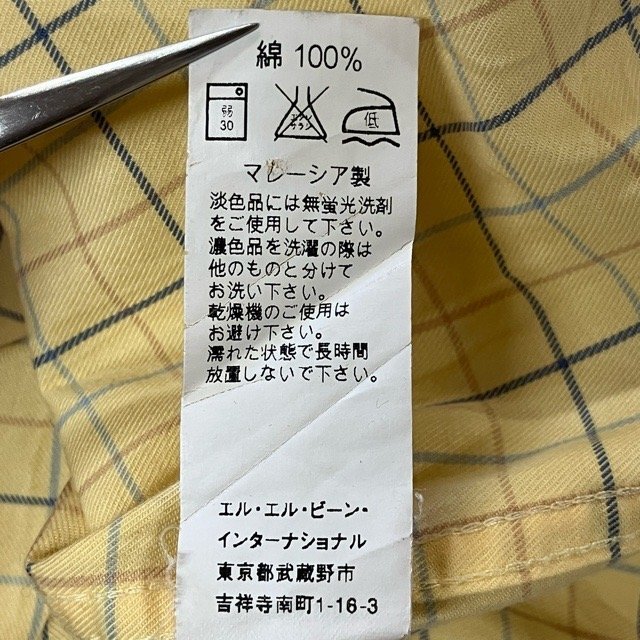 綿 100%
弱
30
エンソ
サラシ
低
マレーシア製
淡色品には無蛍光洗剤
をご使用して下さい。
濃色品を洗濯の際は
他のものと分けて
お洗い下さい。
乾燥機のご使用は
お避け下さい。
濡れた状態で長時間
放置しないで下さい。
エル・エル・ビーン・
インターナショナル
東京都武蔵野市
吉祥寺南町1-16-3